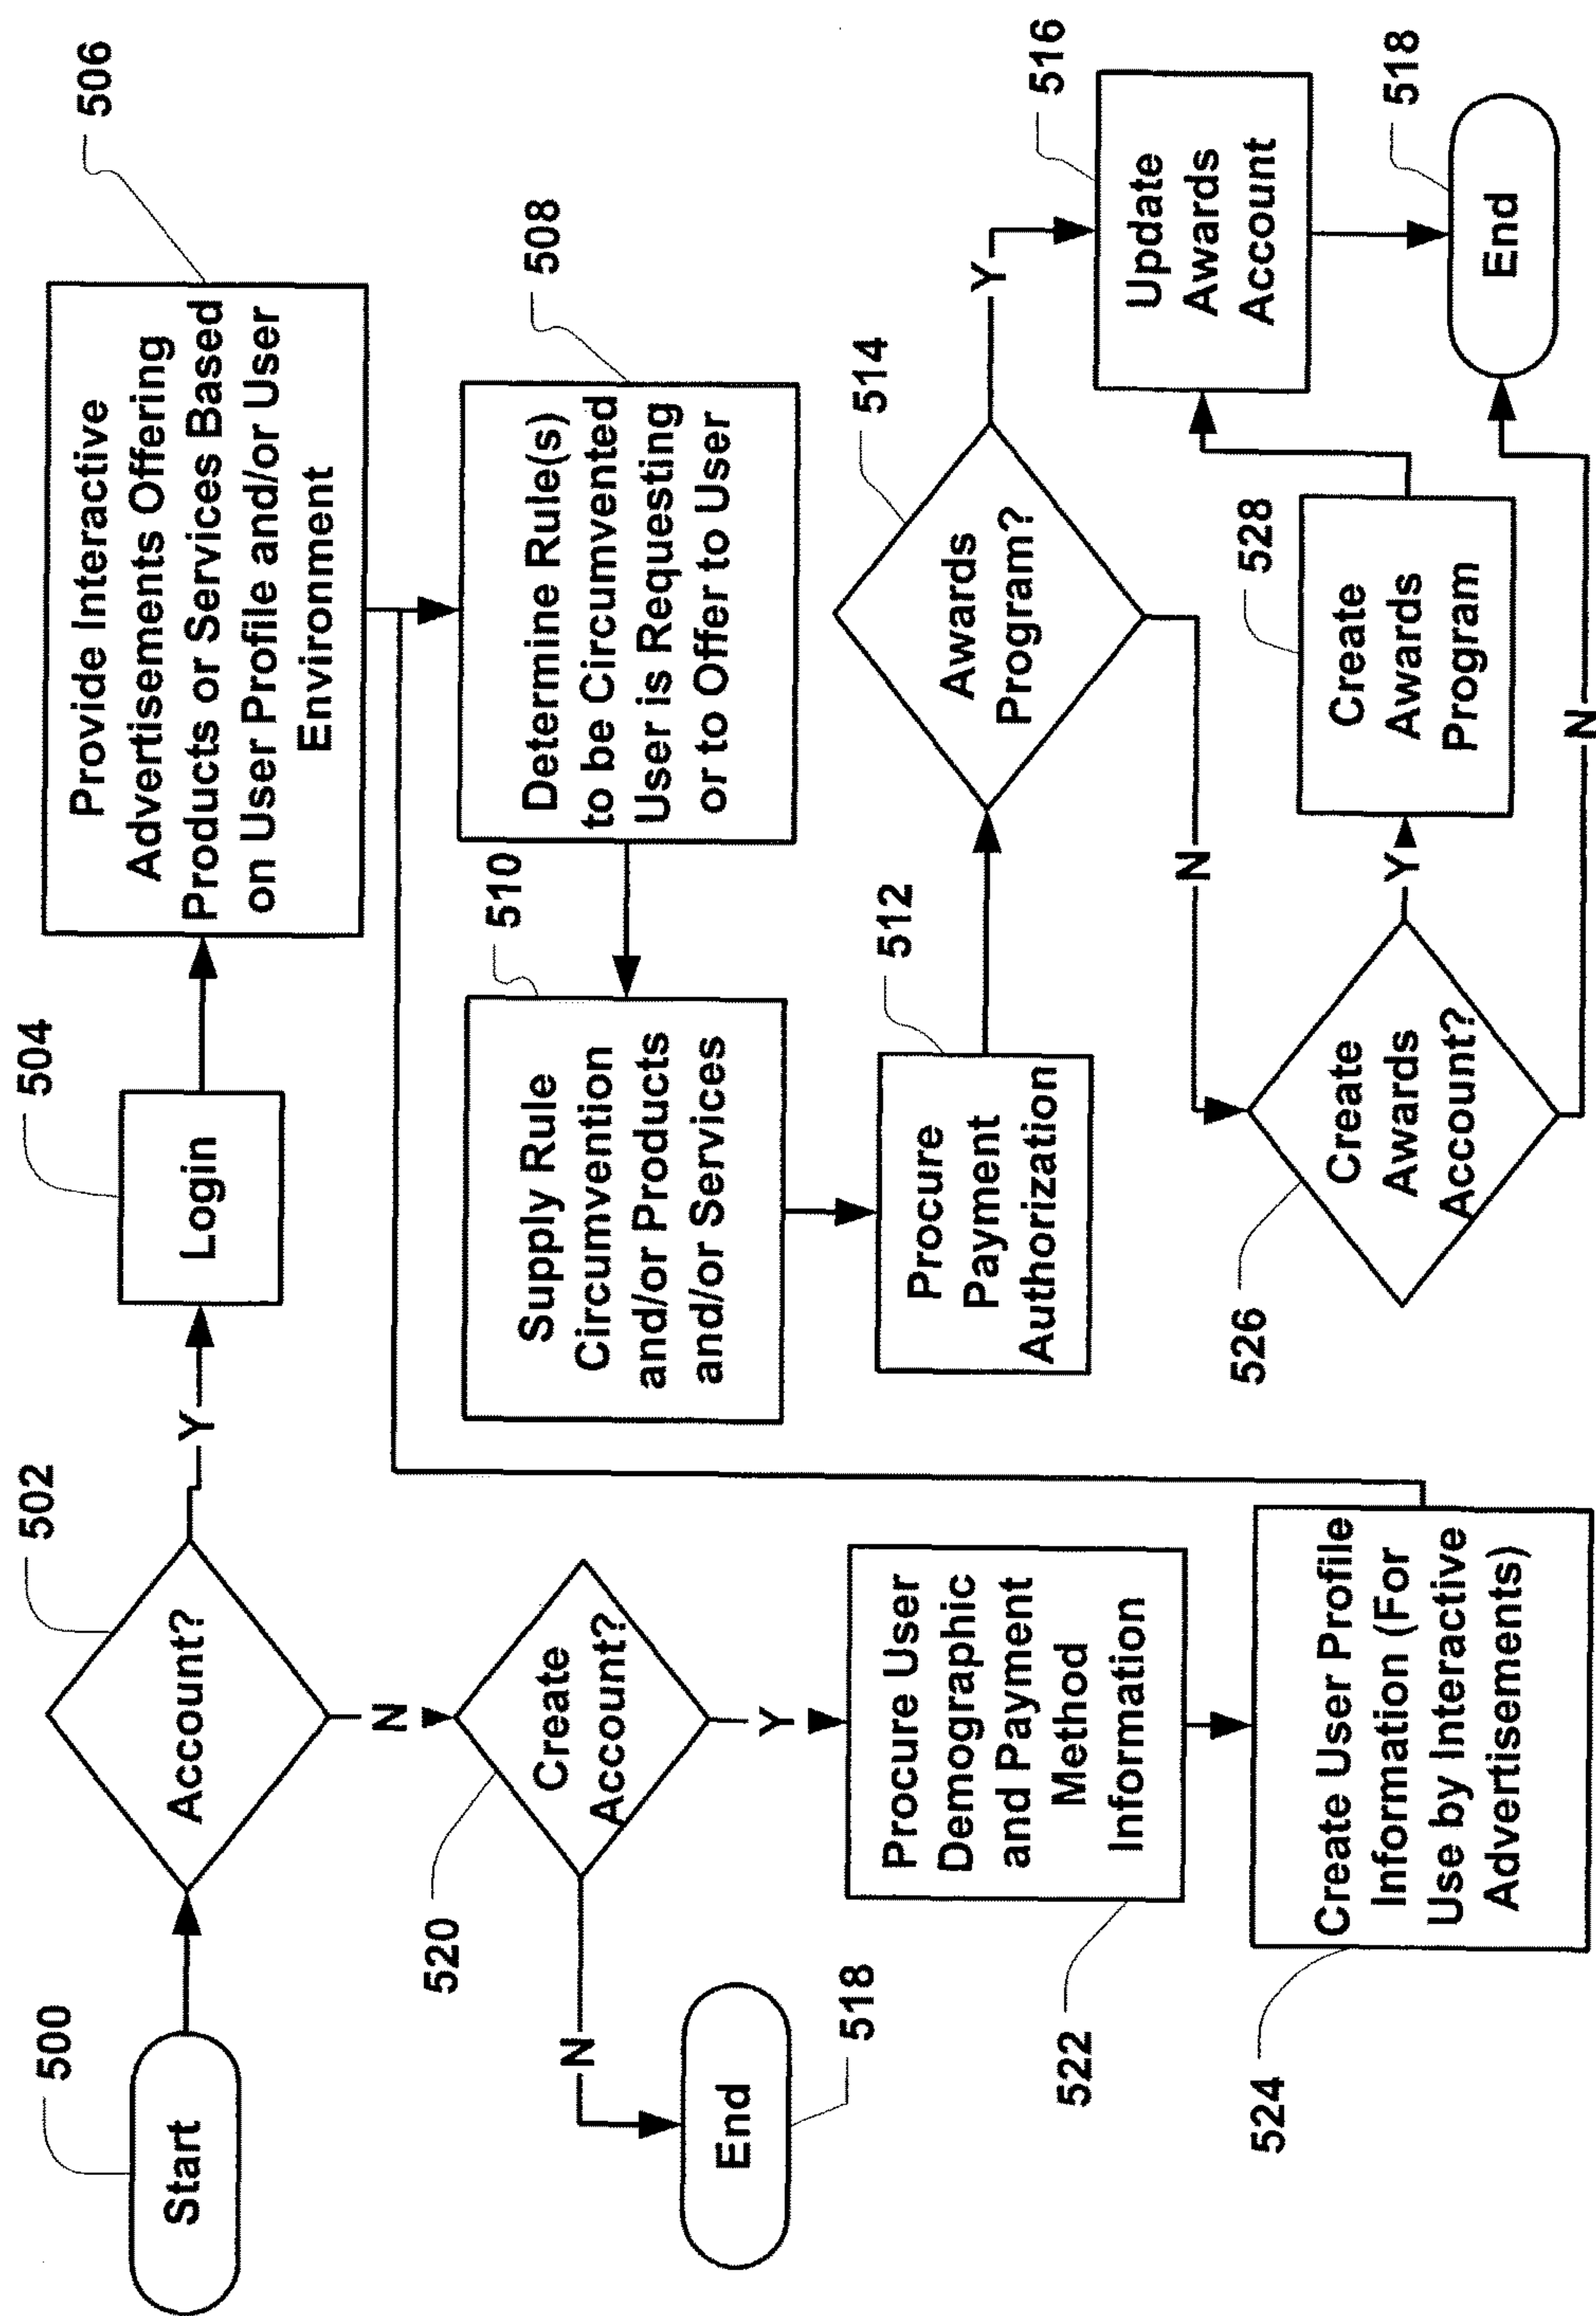 500
Start
502
Account?
Y
504
Login
506
Provide Interactive
Advertisements Offering
Products or Services Based
on User Profile and/or User
Environment
N
520
Create
Account?
N
End
518
Y
522
Procure User
Demographic
and Payment
Method
Information
524
Create User Profile
Information (For
Use by Interactive
Advertisements)
508
Determine Rule(s)
to be Circumvented
User is Requesting
or to Offer to User
510
Supply Rule
Circumvention
and/or Products
and/or Services
512
Procure
Payment
Authorization
514
Awards
Program?
Y
516
Update
Awards
Account
518
End
N
526
Create
Awards
Account?
Y
528
Create
Awards
Program
N